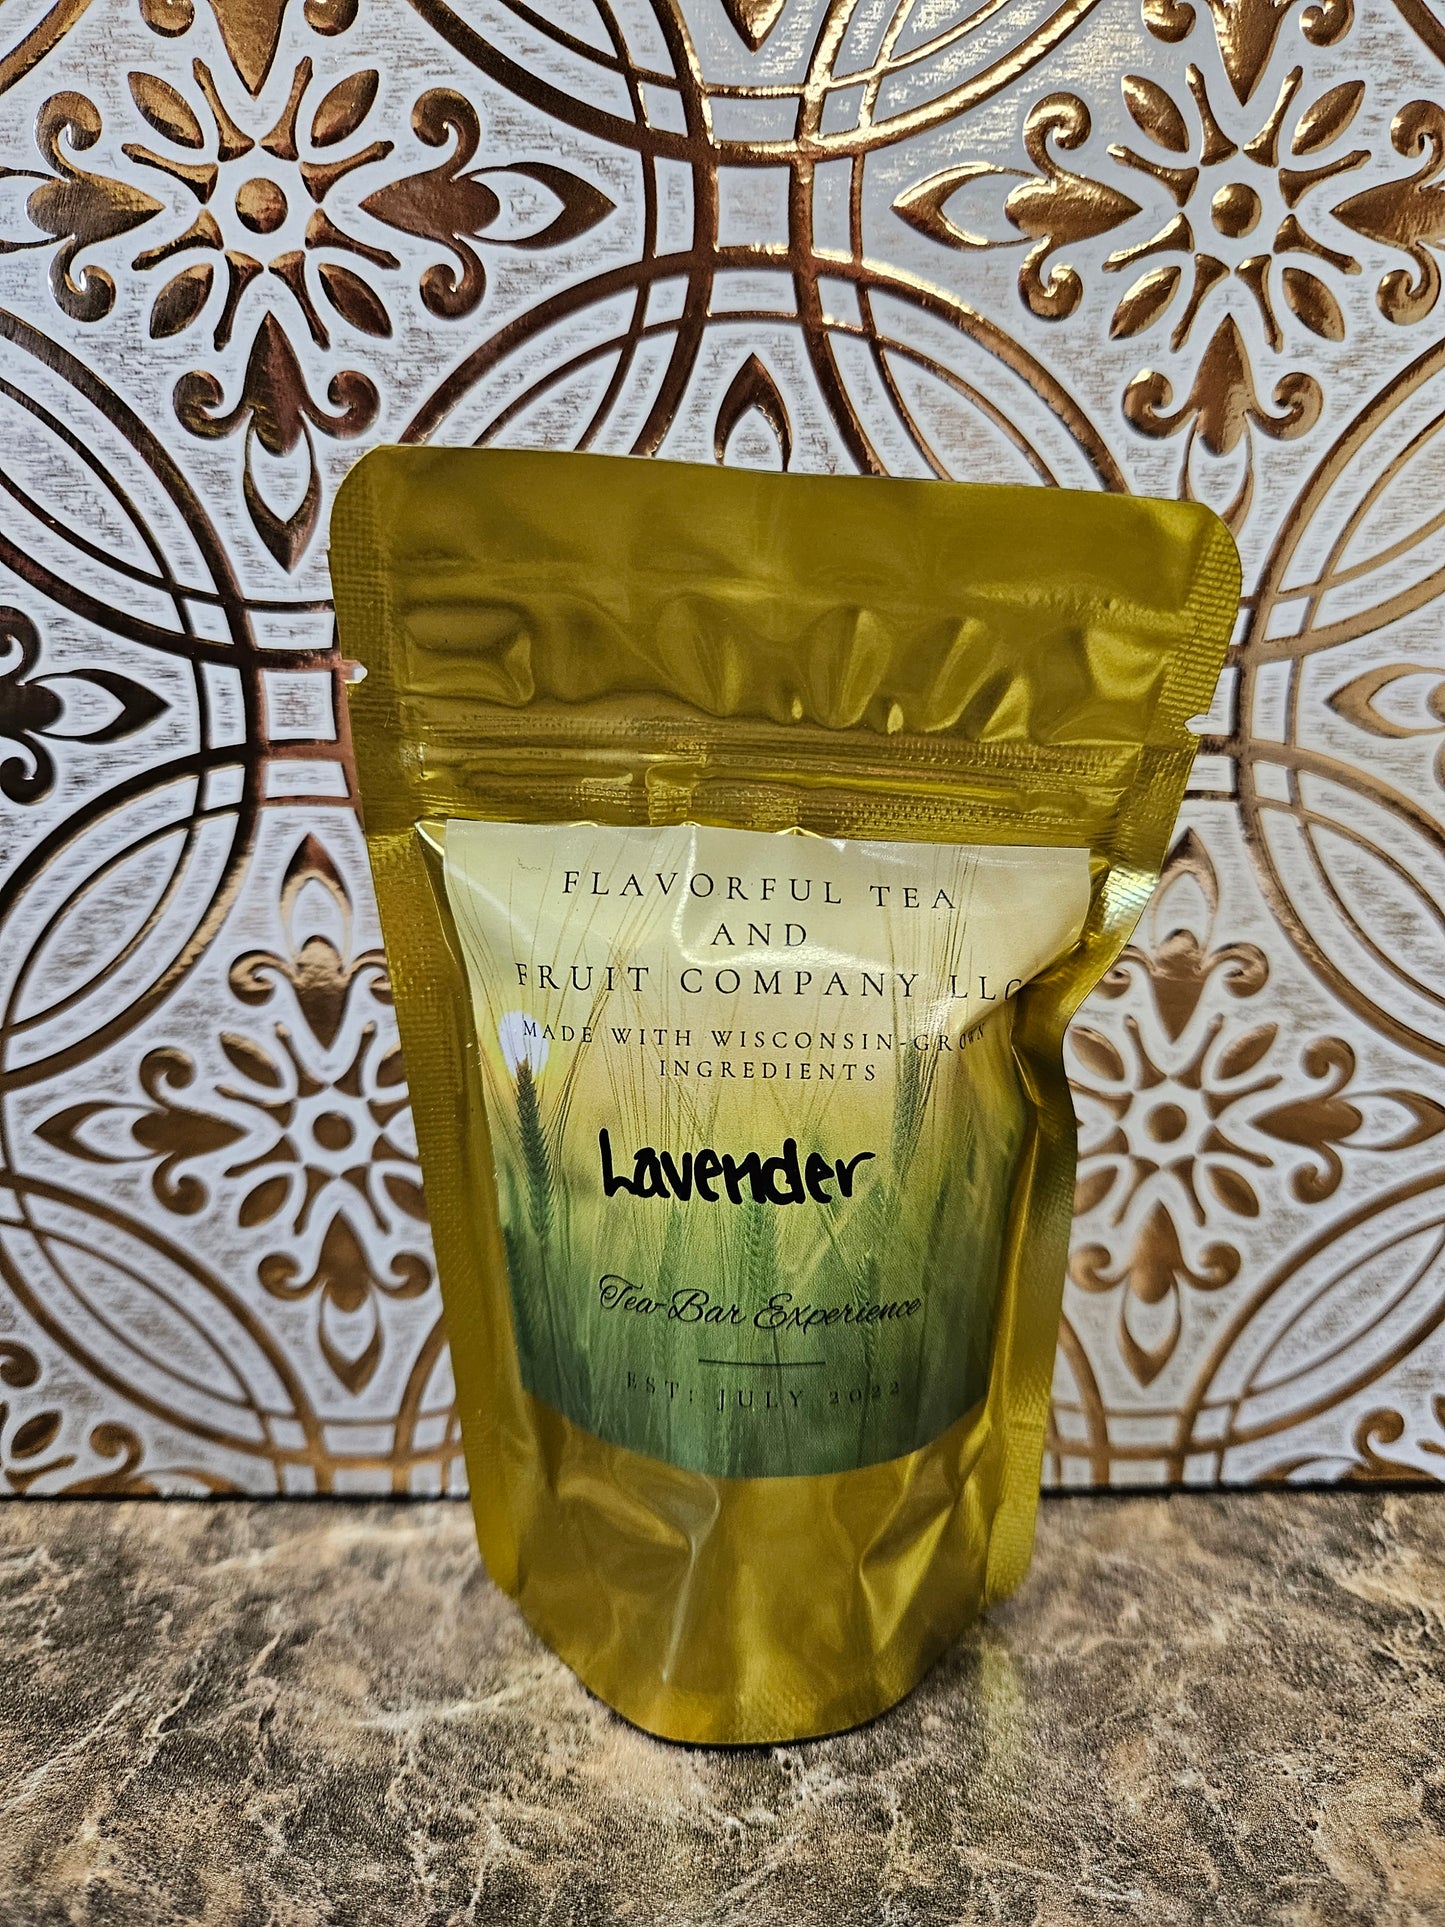 FLAVORFUL TEA
AND
FRUIT COMPANY LLC
MADE WITH WISCONSIN-GROWN
INGREDIENTS
Lavender
Tea-Bar Experience
EST: JULY 2022